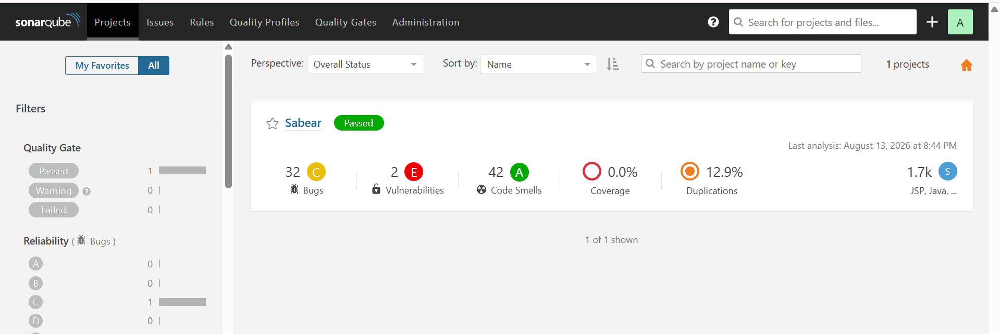 sonarqube Projects Issues Rules Quality Profiles Quality Gates Administration ? Search for projects and files... A
My Favorites All
Perspective: Overall Status Sort by: Name Search by project name or key 1 projects
Filters
Quality Gate
Passed 1
Warning ? 0
Failed 0
Reliability ( Bugs )
A 0
B 0
C 1
D 0
Sabear Passed
Last analysis: August 13, 2026 at 8:44 PM
32 C 2 E 42 A 0.0% 12.9% 1.7k S
Bugs Vulnerabilities Code Smells Coverage Duplications JSP, Java, ...
1 of 1 shown